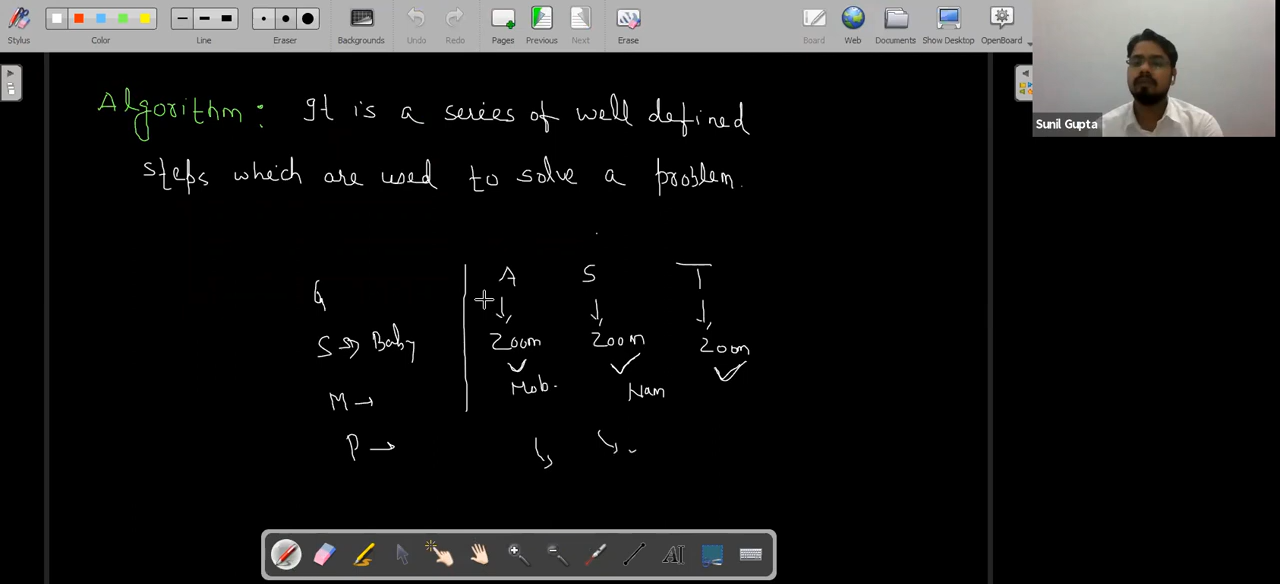 Stylus Color Line Eraser Backgrounds Undo Redo Pages Previous Next Erase Board Web Documents Show Desktop OpenBoard
Sunil Gupta
Algorithm: It is a series of well defined
steps which are used to solve a problem.
A S T
S → Baby
Zoom Zoom Zoom
Mob. Nam
M →
P →